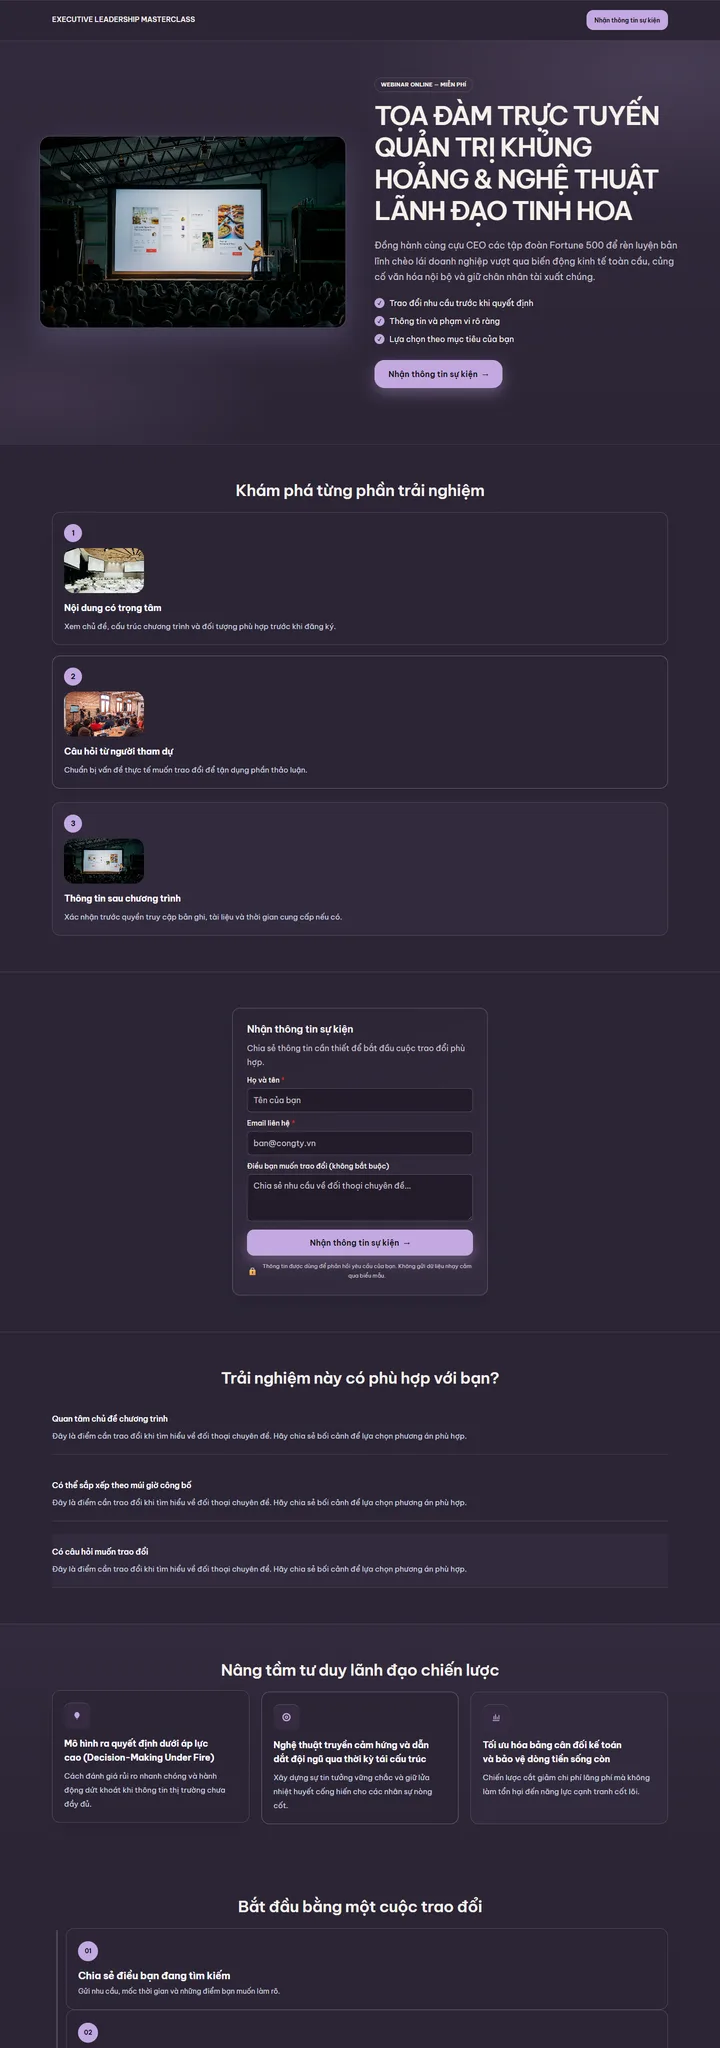 EXECUTIVE LEADERSHIP MASTERCLASS
Nhận thông tin sự kiện
WEBINAR ONLINE — MIỄN PHÍ
TỌA ĐÀM TRỰC TUYẾN
QUẢN TRỊ KHỦNG
HOẢNG & NGHỆ THUẬT
LÃNH ĐẠO TINH HOA
Đồng hành cùng cựu CEO các tập đoàn Fortune 500 để rèn luyện bản
lĩnh chèo lái doanh nghiệp vượt qua biến động kinh tế toàn cầu, củng
cố văn hóa nội bộ và giữ chân nhân tài xuất chúng.
Trao đổi nhu cầu trước khi quyết định
Thông tin và phạm vi rõ ràng
Lựa chọn theo mục tiêu của bạn
Nhận thông tin sự kiện →
Khám phá từng phần trải nghiệm
1
Nội dung có trọng tâm
Xem chủ đề, cấu trúc chương trình và đối tượng phù hợp trước khi đăng ký.
2
Câu hỏi từ người tham dự
Chuẩn bị vấn đề thực tế muốn trao đổi để tận dụng phần thảo luận.
3
Thông tin sau chương trình
Xác nhận trước quyền truy cập bản ghi, tài liệu và thời gian cung cấp nếu có.
Nhận thông tin sự kiện
Chia sẻ thông tin cần thiết để bắt đầu cuộc trao đổi phù
hợp.
Họ và tên *
Tên của bạn
Email liên hệ *
ban@congty.vn
Điều bạn muốn trao đổi (không bắt buộc)
Chia sẻ nhu cầu về đối thoại chuyên đề...
Nhận thông tin sự kiện →
Thông tin được dùng để phản hồi yêu cầu của bạn. Không gửi dữ liệu nhạy cảm
qua biểu mẫu.
Trải nghiệm này có phù hợp với bạn?
Quan tâm chủ đề chương trình
Đây là điểm cần trao đổi khi tìm hiểu về đối thoại chuyên đề. Hãy chia sẻ bối cảnh để lựa chọn phương án phù hợp.
Có thể sắp xếp theo múi giờ công bố
Đây là điểm cần trao đổi khi tìm hiểu về đối thoại chuyên đề. Hãy chia sẻ bối cảnh để lựa chọn phương án phù hợp.
Có câu hỏi muốn trao đổi
Đây là điểm cần trao đổi khi tìm hiểu về đối thoại chuyên đề. Hãy chia sẻ bối cảnh để lựa chọn phương án phù hợp.
Nâng tầm tư duy lãnh đạo chiến lược
Mô hình ra quyết định dưới áp lực
cao (Decision-Making Under Fire)
Cách đánh giá rủi ro nhanh chóng và hành
động dứt khoát khi thông tin thị trường chưa
đầy đủ.
Nghệ thuật truyền cảm hứng và dẫn
dắt đội ngũ qua thời kỳ tái cấu trúc
Xây dựng sự tin tưởng vững chắc và giữ lửa
nhiệt huyết cống hiến cho các nhân sự nòng
cốt.
Tối ưu hóa bảng cân đối kế toán
và bảo vệ dòng tiền sống còn
Chiến lược cắt giảm chi phí lãng phí mà không
làm tổn hại đến năng lực cạnh tranh cốt lõi.
Bắt đầu bằng một cuộc trao đổi
01
Chia sẻ điều bạn đang tìm kiếm
Gửi nhu cầu, mốc thời gian và những điểm bạn muốn làm rõ.
02